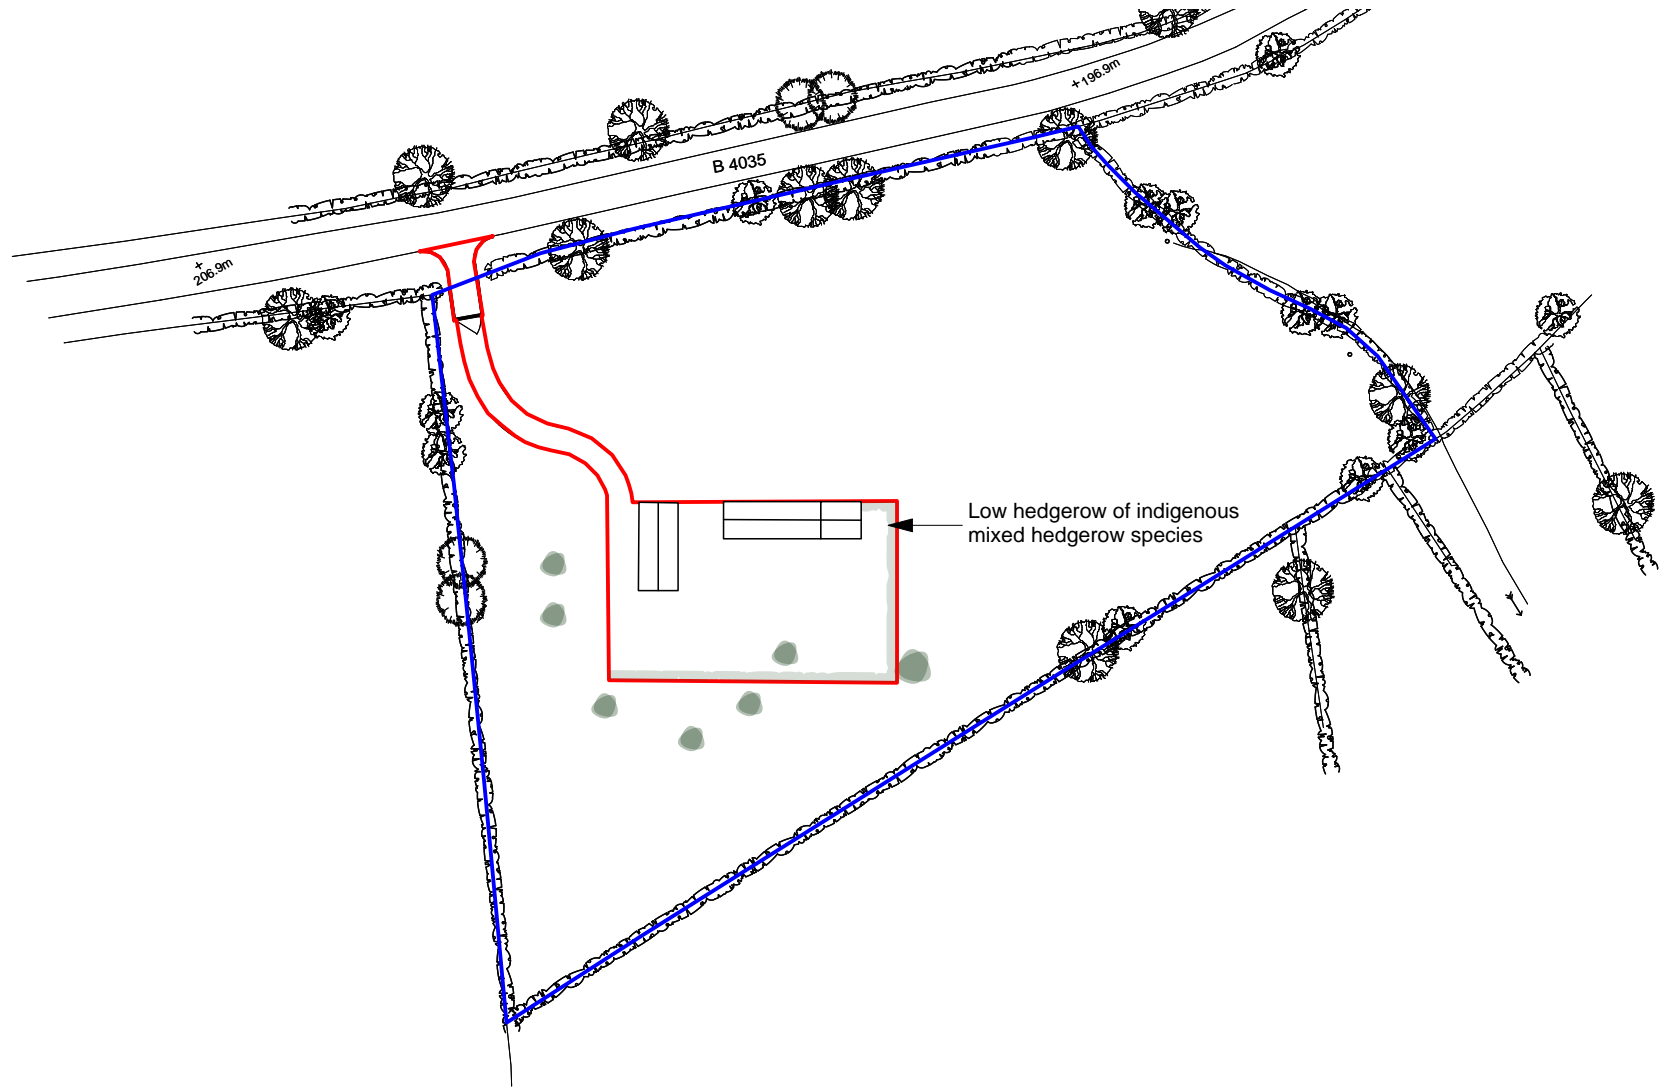 +196.9m
B 4035
+
206.9m
Low hedgerow of indigenous
mixed hedgerow species